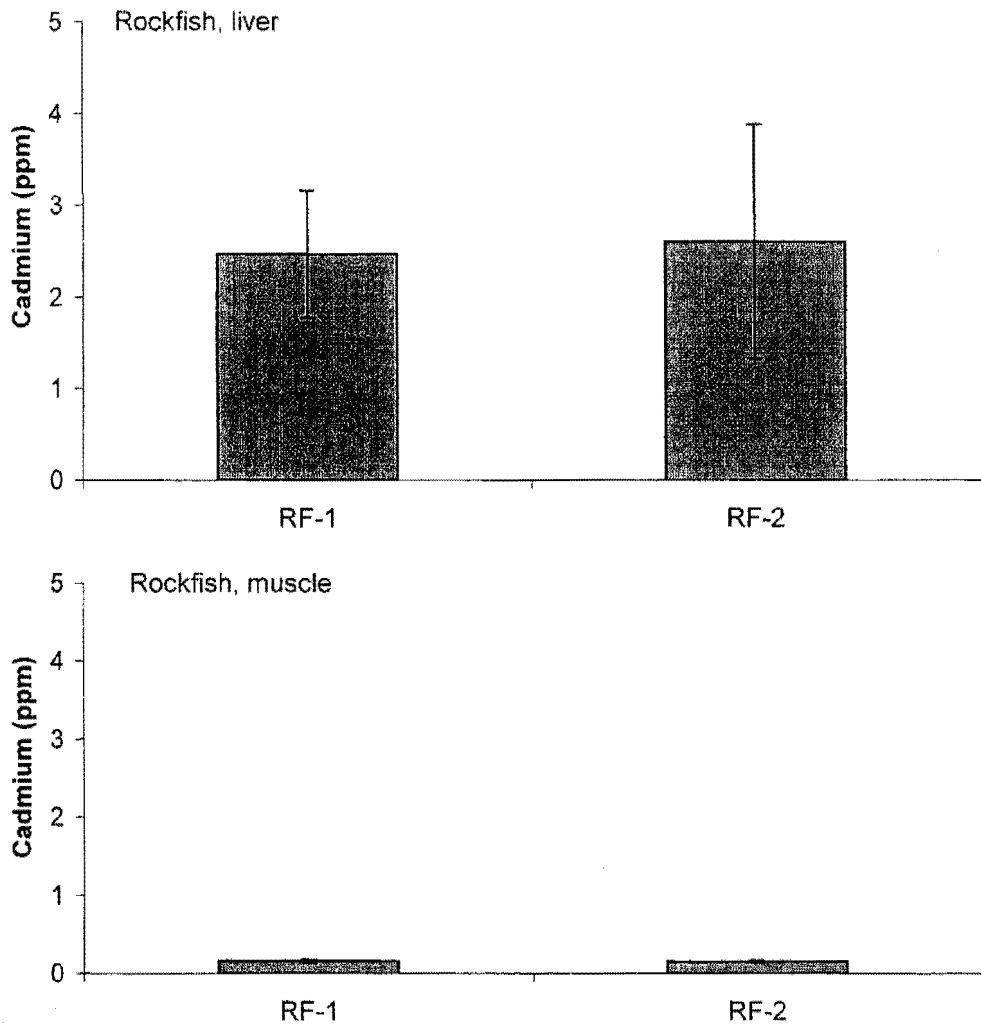 Rockfish, liver
Cadmium (ppm)
5
4
3
2
1
0
RF-1 RF-2
Rockfish, muscle
Cadmium (ppm)
5
4
3
2
1
0
RF-1 RF-2